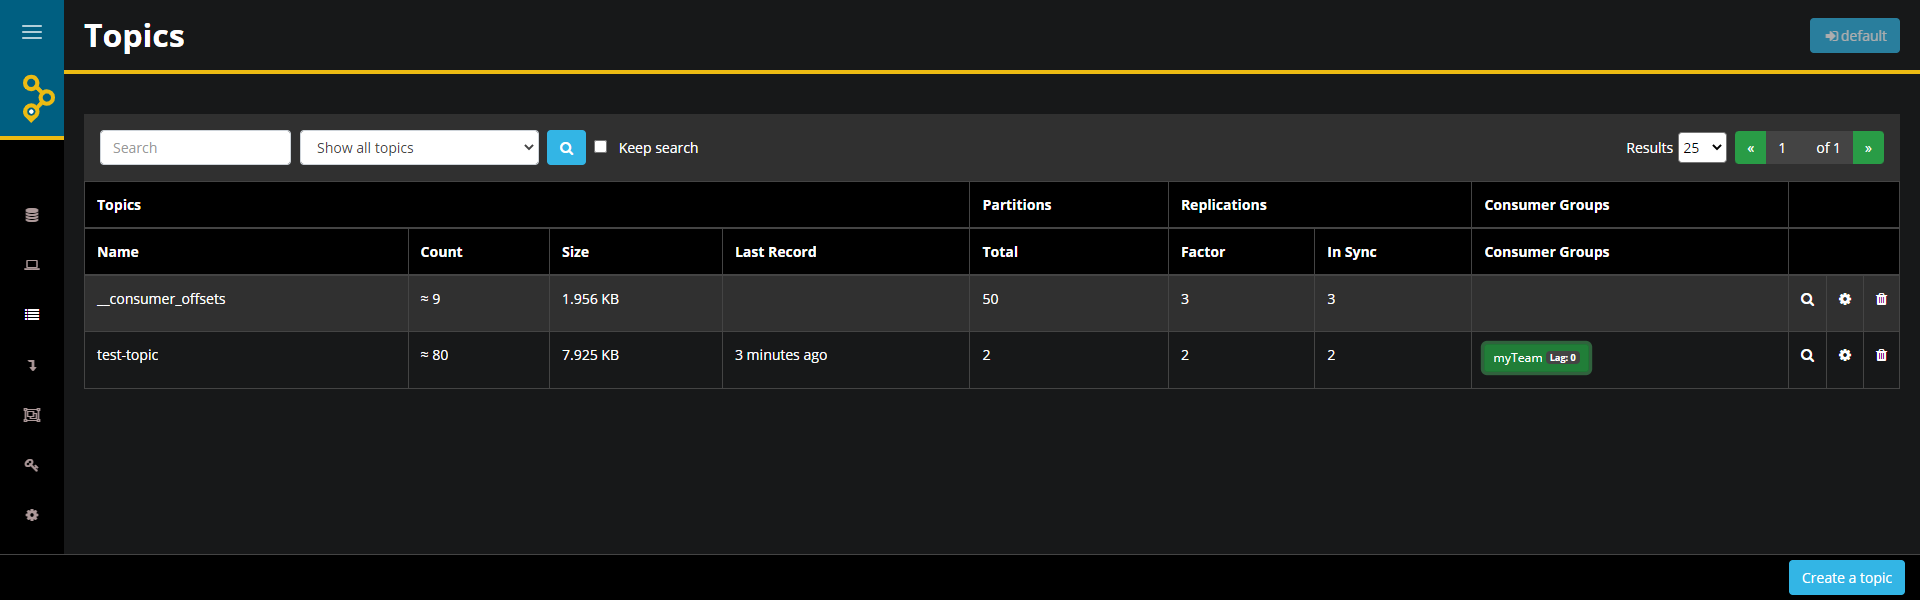 Topics
default
Search Show all topics Keep search Results 25 « 1 of 1 »
Topics Partitions Replications Consumer Groups
Name Count Size Last Record Total Factor In Sync Consumer Groups
__consumer_offsets ≈ 9 1.956 KB 50 3 3
test-topic ≈ 80 7.925 KB 3 minutes ago 2 2 2 myTeam Lag: 0
Create a topic